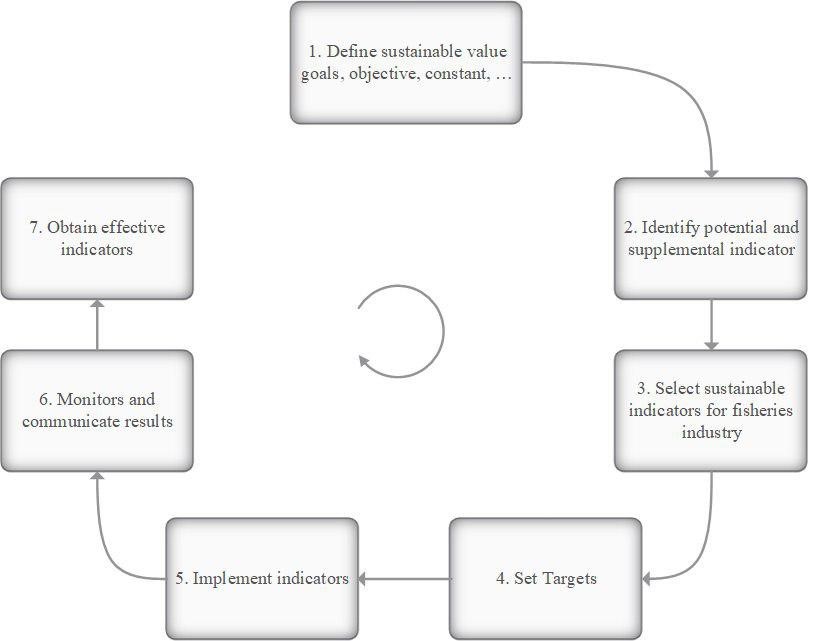 1. Define sustainable value
goals, objective, constant, ...
2. Identify potential and
supplemental indicator
3. Select sustainable
indicators for fisheries
industry
4. Set Targets
5. Implement indicators
6. Monitors and
communicate results
7. Obtain effective
indicators